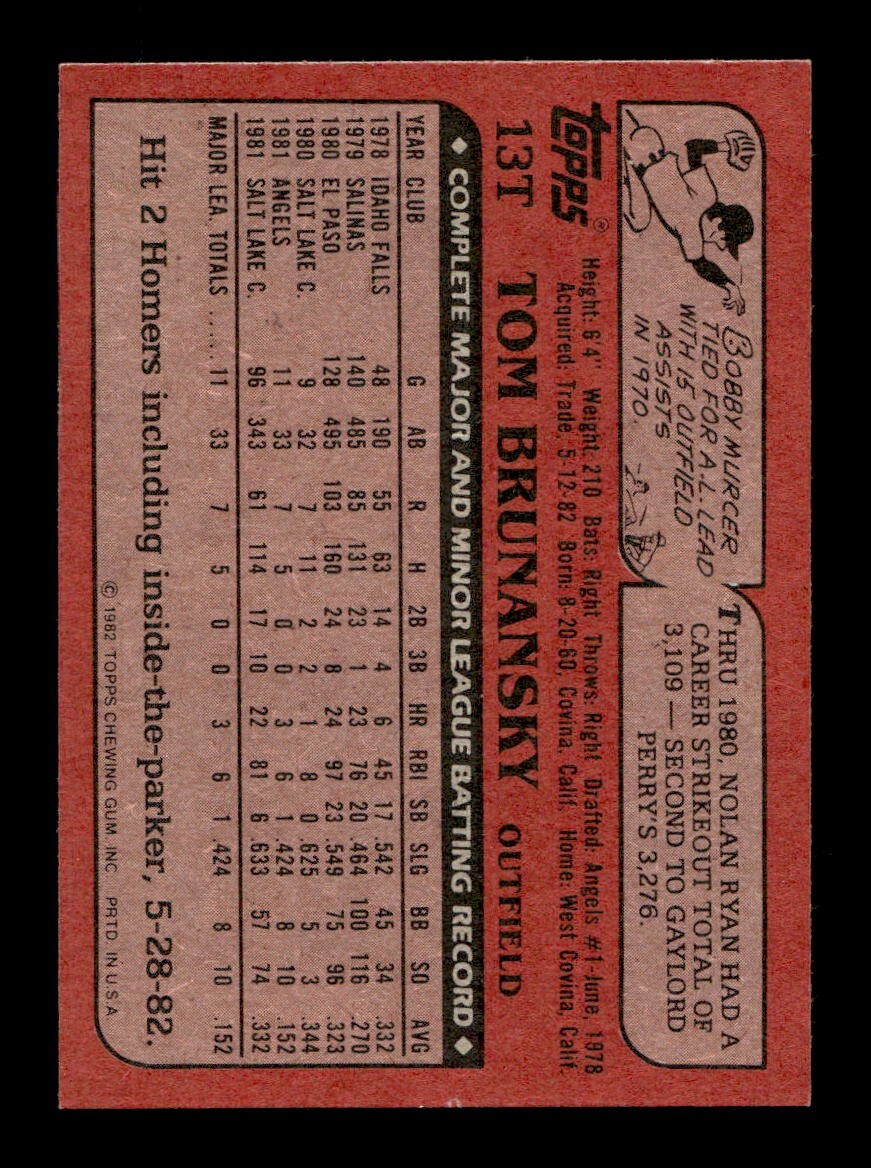 BOBBY MURCER
TIED FOR A.L. LEAD
WITH 15 OUTFIELD
ASSISTS
IN 1970.
THRU 1980, NOLAN RYAN HAD A
CAREER STRIKEOUT TOTAL OF
3,109 — SECOND TO GAYLORD
PERRY'S 3,276.
topps®
Height: 6'4" Weight: 210 Bats: Right Throws: Right Drafted: Angels #1-June, 1978
Acquired: Trade, 5-12-82 Born: 8-20-60, Covina, Calif. Home: West Covina, Calif.
13T TOM BRUNANSKY OUTFIELD
◆ COMPLETE MAJOR AND MINOR LEAGUE BATTING RECORD ◆
YEAR CLUB G AB R H 2B 3B HR RBI SB SLG BB SO AVG
1978 IDAHO FALLS 48 190 55 63 14 4 6 45 17 .542 45 34 .332
1979 SALINAS 140 485 85 131 23 1 23 76 20 .464 100 116 .270
1980 EL PASO 128 495 103 160 24 8 24 97 23 .549 75 96 .323
1980 SALT LAKE C. 9 32 7 11 2 2 1 8 0 .625 5 3 .344
1981 ANGELS 11 33 7 5 0 0 3 6 1 .424 8 10 .152
1981 SALT LAKE C. 96 343 61 114 17 10 22 81 6 .633 57 74 .332
MAJOR LEA. TOTALS ...... 11 33 7 5 0 0 3 6 1 .424 8 10 .152
Hit 2 Homers including inside-the-parker, 5-28-82.
© 1982 TOPPS CHEWING GUM, INC. PRTD. IN U.S.A.